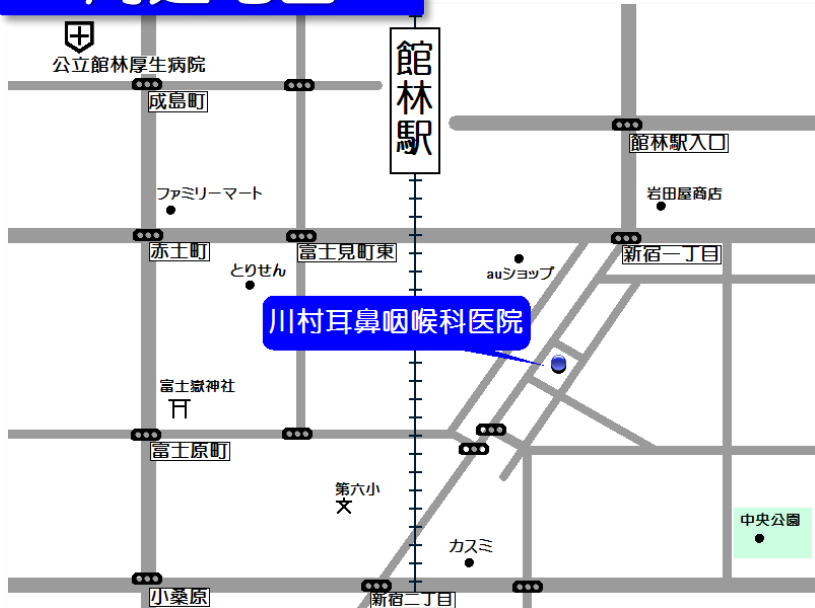 館林駅
公立館林厚生病院
成島町
館林駅入口
ファミリーマート
岩田屋商店
赤土町
富士見町東
新宿一丁目
とりせん
auショップ
川村耳鼻咽喉科医院
富士嶽神社
富士原町
第六小
中央公園
カスミ
小桑原
新宿二丁目